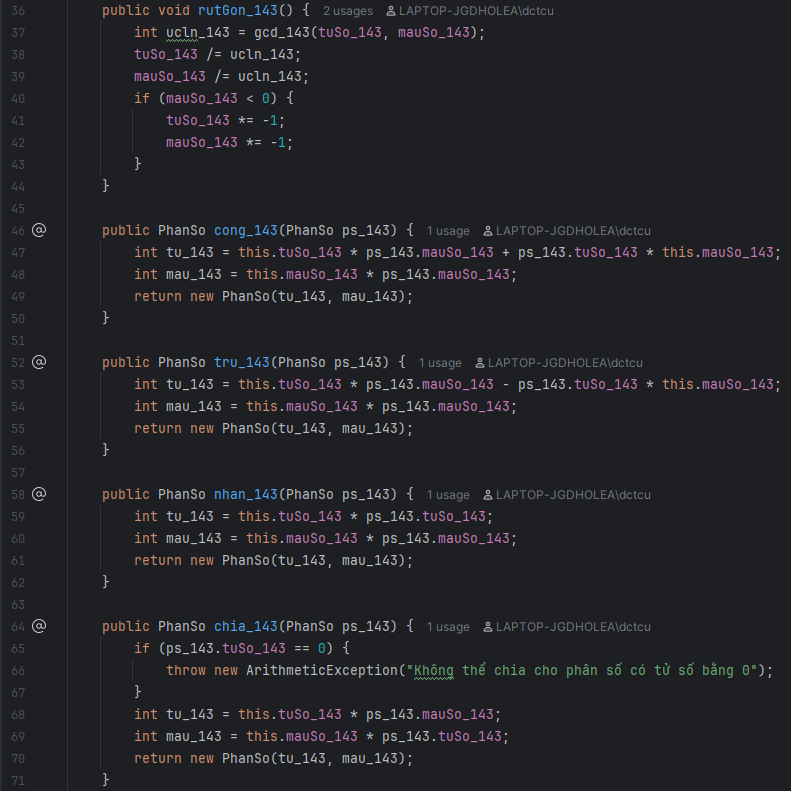 36 public void rutGon_143() { 2 usages LAPTOP-JGDHOLEA\dctcu
37 int ucln_143 = gcd_143(tuSo_143, mauSo_143);
38 tuSo_143 /= ucln_143;
39 mauSo_143 /= ucln_143;
40 if (mauSo_143 < 0) {
41 tuSo_143 *= -1;
42 mauSo_143 *= -1;
43 }
44 }
45
46 @ public PhanSo cong_143(PhanSo ps_143) { 1 usage LAPTOP-JGDHOLEA\dctcu
47 int tu_143 = this.tuSo_143 * ps_143.mauSo_143 + ps_143.tuSo_143 * this.mauSo_143;
48 int mau_143 = this.mauSo_143 * ps_143.mauSo_143;
49 return new PhanSo(tu_143, mau_143);
50 }
51
52 @ public PhanSo tru_143(PhanSo ps_143) { 1 usage LAPTOP-JGDHOLEA\dctcu
53 int tu_143 = this.tuSo_143 * ps_143.mauSo_143 - ps_143.tuSo_143 * this.mauSo_143;
54 int mau_143 = this.mauSo_143 * ps_143.mauSo_143;
55 return new PhanSo(tu_143, mau_143);
56 }
57
58 @ public PhanSo nhan_143(PhanSo ps_143) { 1 usage LAPTOP-JGDHOLEA\dctcu
59 int tu_143 = this.tuSo_143 * ps_143.tuSo_143;
60 int mau_143 = this.mauSo_143 * ps_143.mauSo_143;
61 return new PhanSo(tu_143, mau_143);
62 }
63
64 @ public PhanSo chia_143(PhanSo ps_143) { 1 usage LAPTOP-JGDHOLEA\dctcu
65 if (ps_143.tuSo_143 == 0) {
66 throw new ArithmeticException("Không thể chia cho phân số có tử số bằng 0");
67 }
68 int tu_143 = this.tuSo_143 * ps_143.mauSo_143;
69 int mau_143 = this.mauSo_143 * ps_143.tuSo_143;
70 return new PhanSo(tu_143, mau_143);
71 }